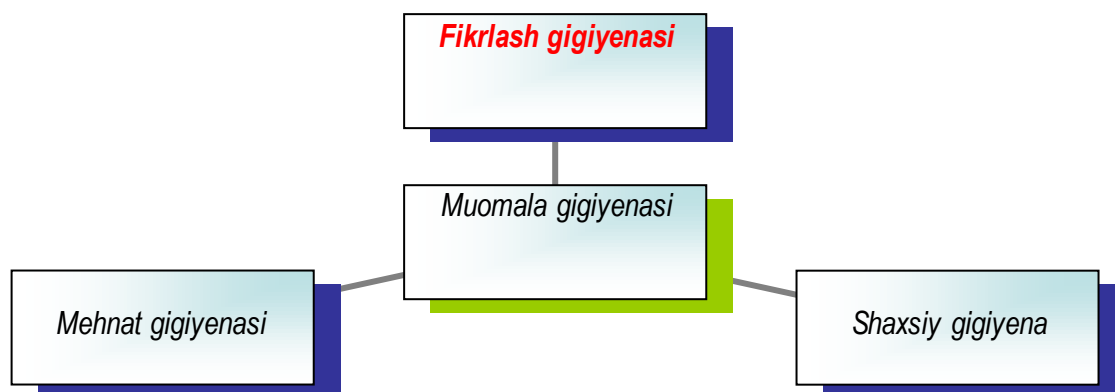 Fikrlash gigiyenasi
Muomala gigiyenasi
Mehnat gigiyenasi
Shaxsiy gigiyena